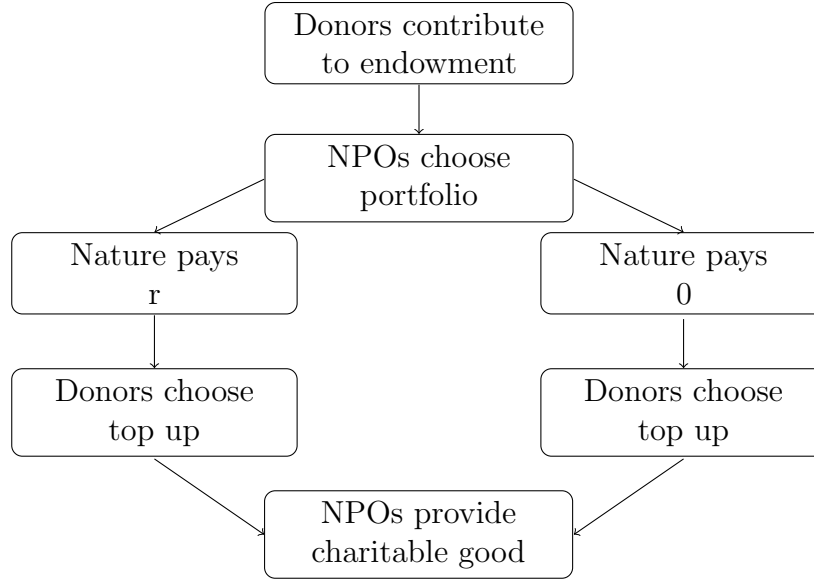 Donors contribute
to endowment
NPOs choose
portfolio
Nature pays
r
Nature pays
0
Donors choose
top up
Donors choose
top up
NPOs provide
charitable good